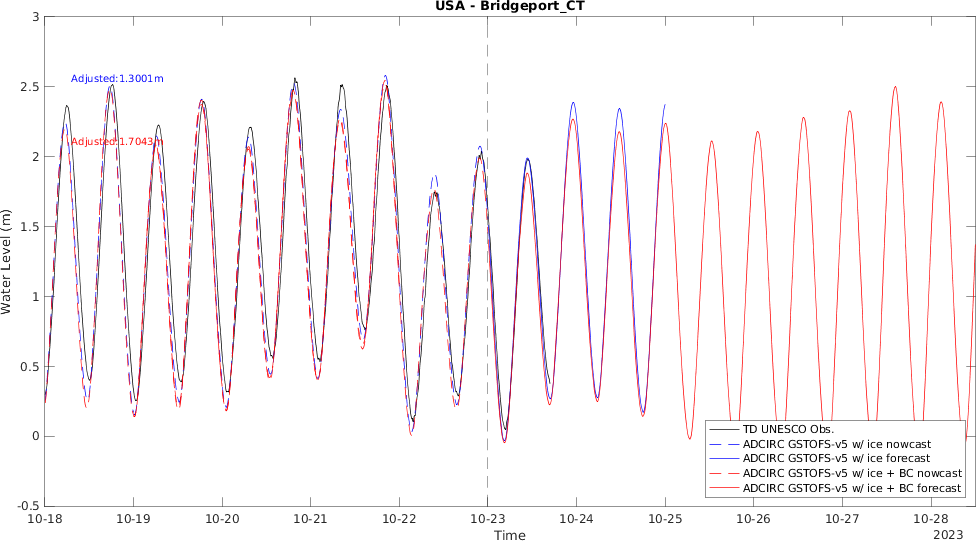 USA - Bridgeport_CT
3
Adjusted:1.3001m
2.5
Adjusted:1.7043m
2
1.5
1
0.5
0
-0.5
Water Level (m)
TD UNESCO Obs.
ADCIRC GSTOFS-v5 w/ ice nowcast
ADCIRC GSTOFS-v5 w/ ice forecast
ADCIRC GSTOFS-v5 w/ ice + BC nowcast
ADCIRC GSTOFS-v5 w/ ice + BC forecast
10-18 10-19 10-20 10-21 10-22 10-23 10-24 10-25 10-26 10-27 10-28
Time
2023